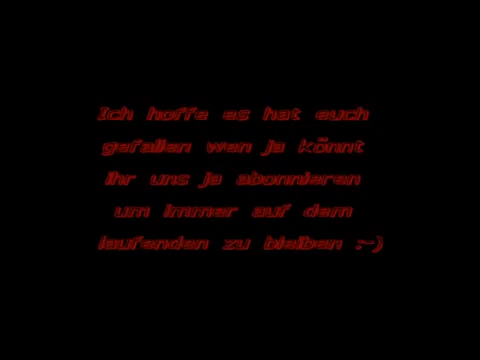 Ich hoffe es hat euch
gefallen wen ja könnt
ihr uns ja abonnieren
um immer auf dem
laufenden zu bleiben :-)